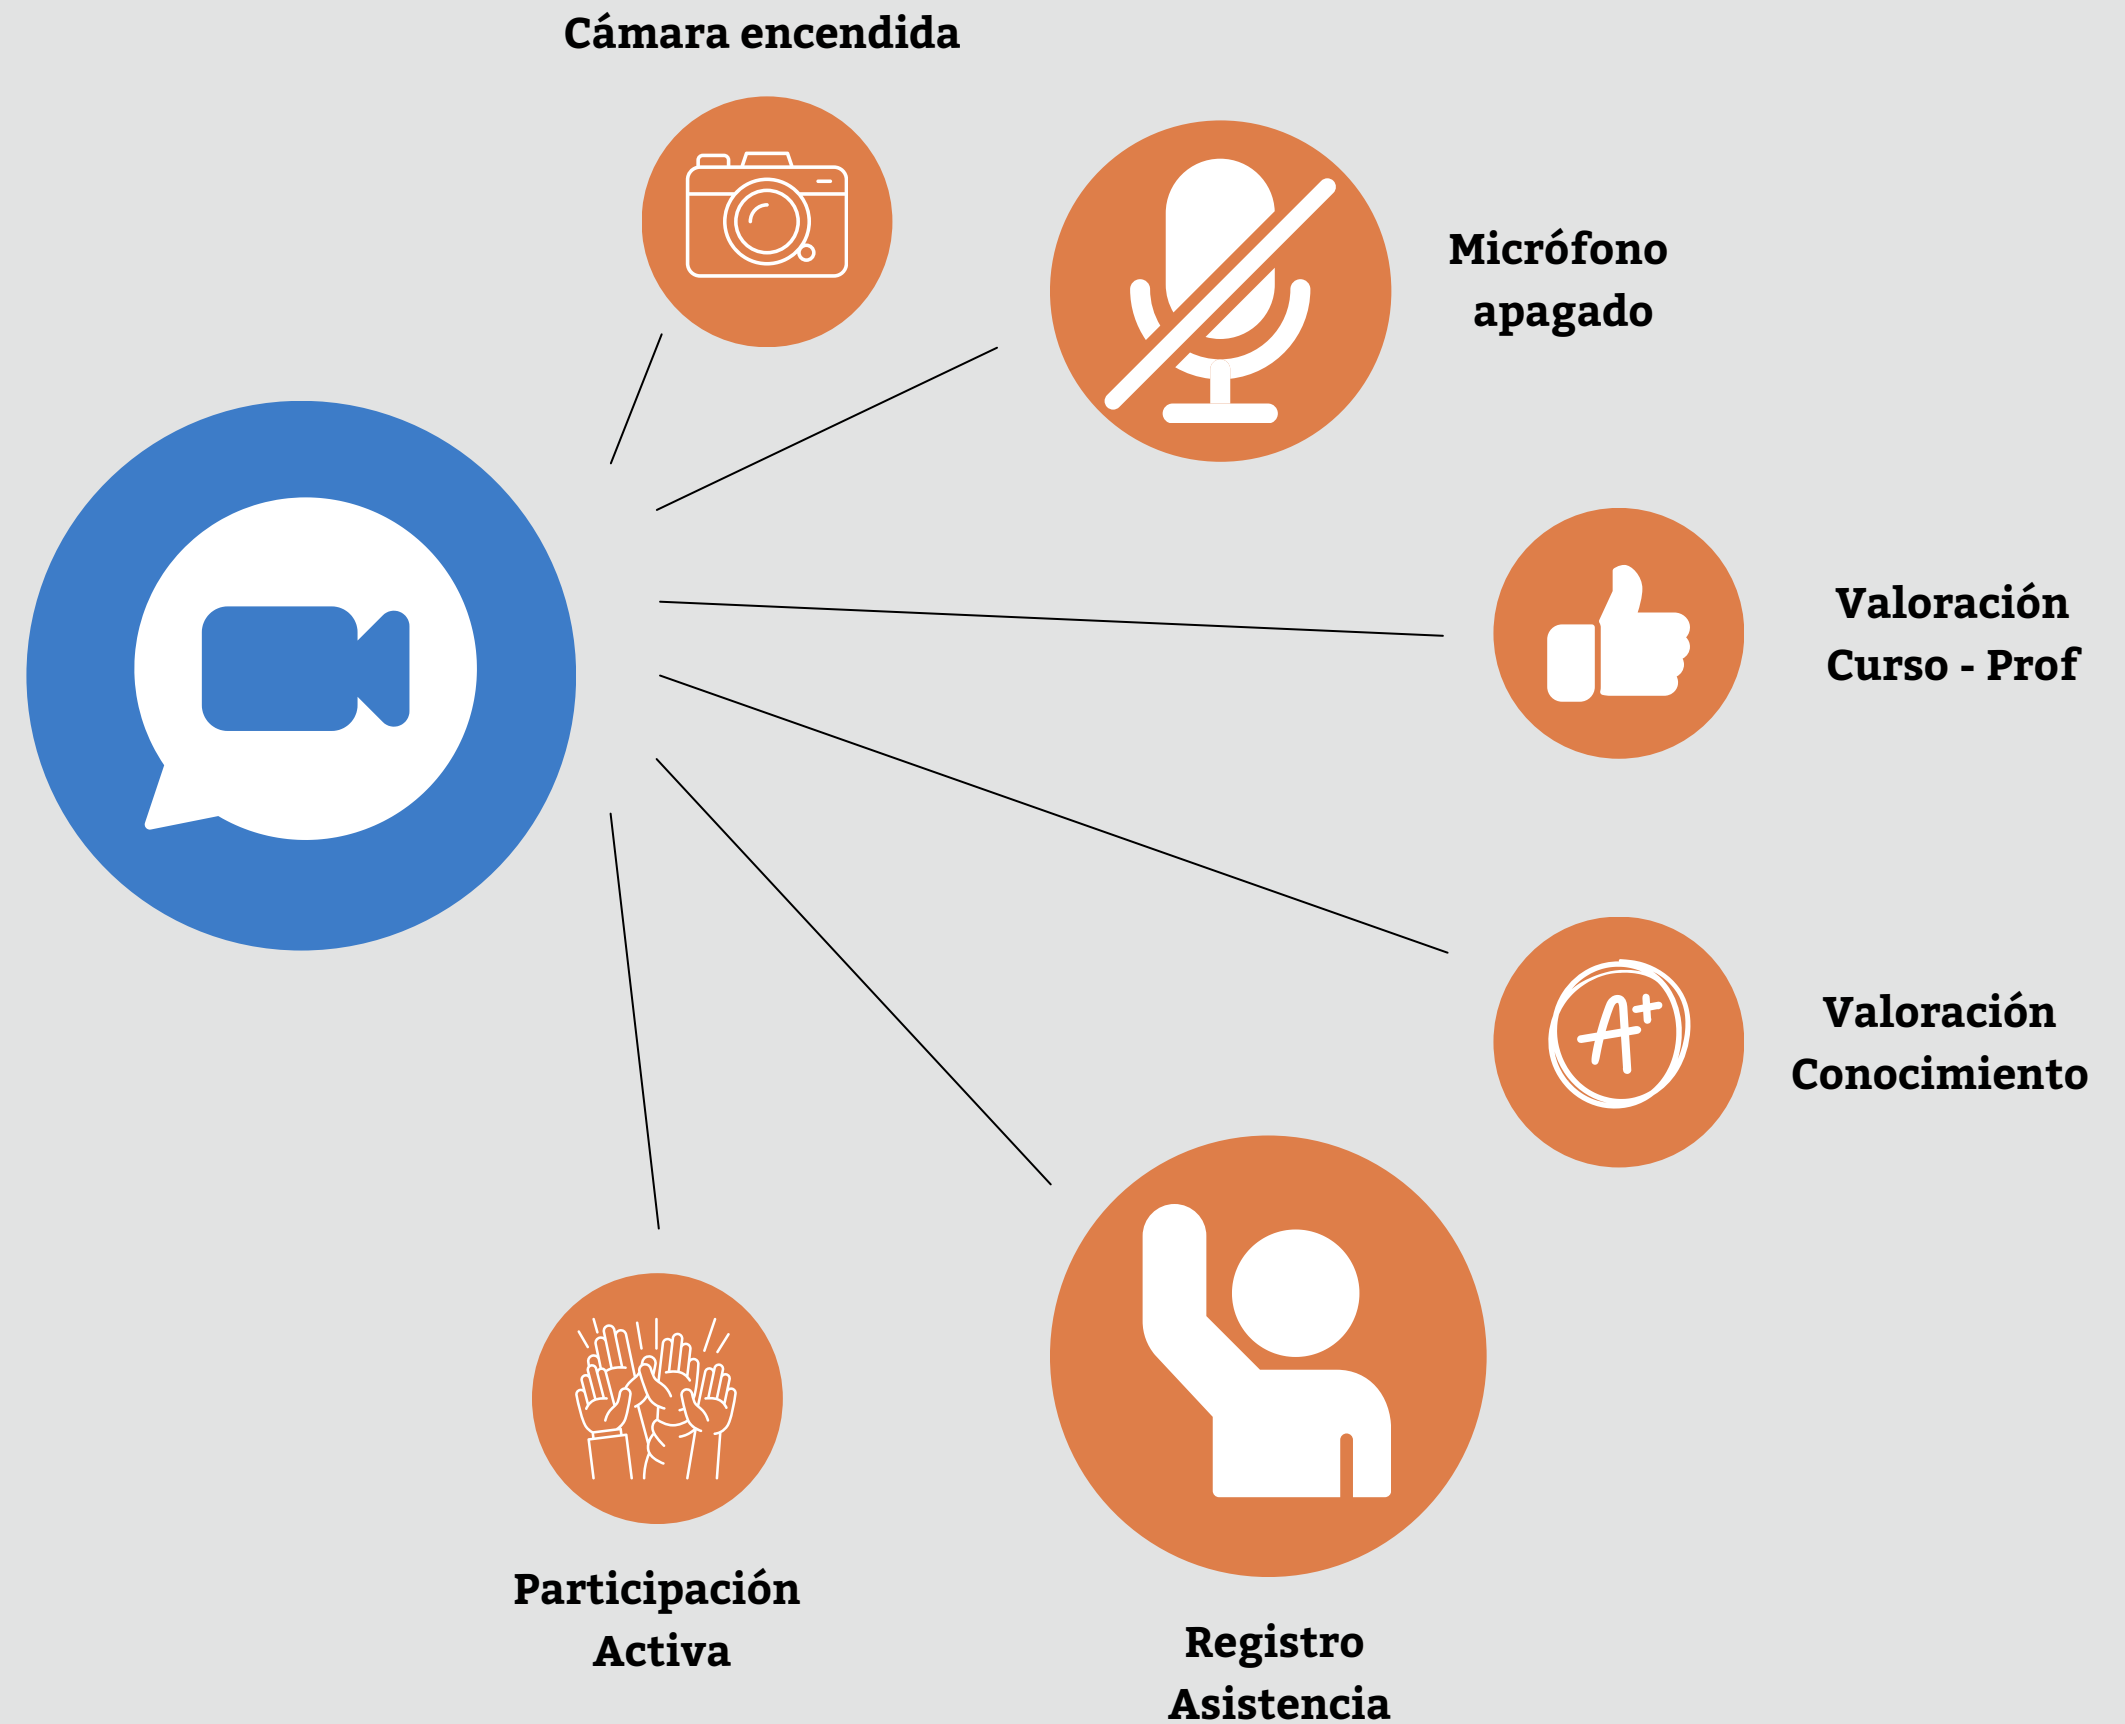 Cámara encendida
Micrófono
apagado
Valoración
Curso - Prof
Valoración
Conocimiento
A+
Participación
Activa
Registro
Asistencia